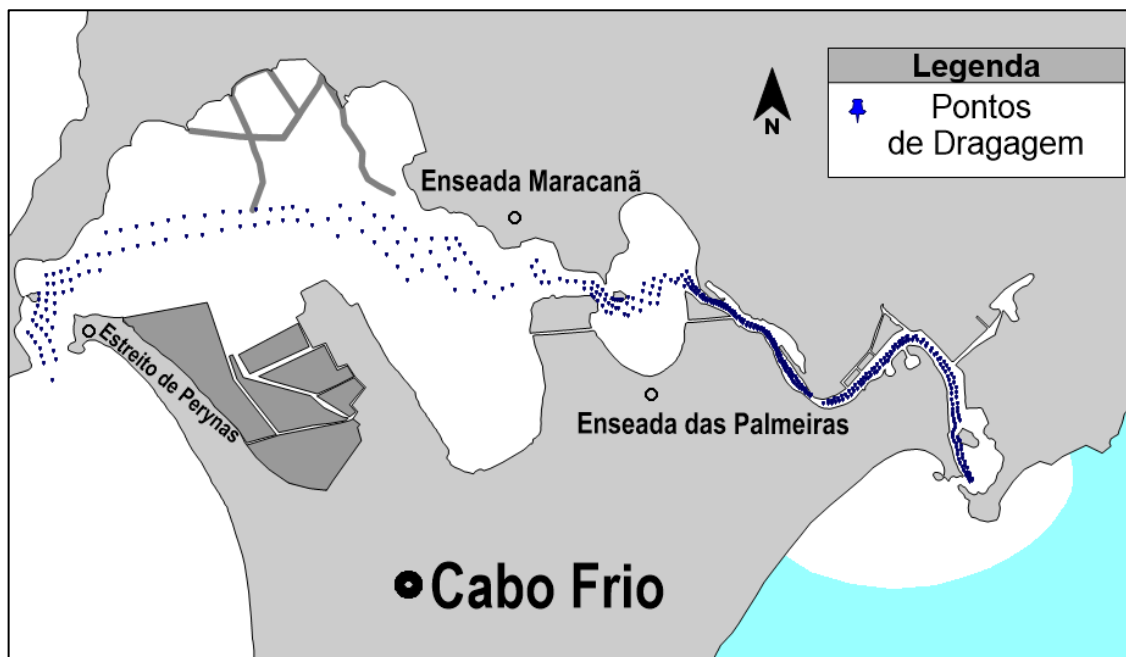 Legenda
Pontos
de Dragagem
N
Enseada Maracanã
Estreito de Perynas
Enseada das Palmeiras
Cabo Frio